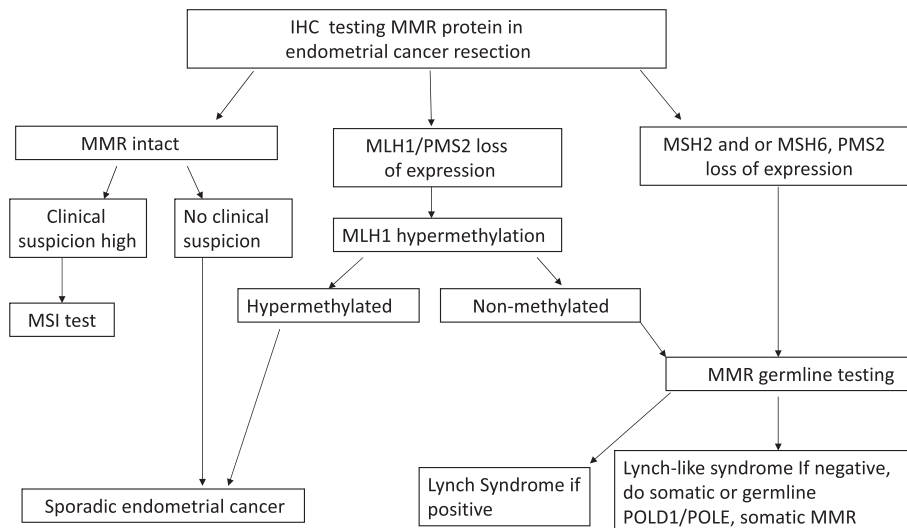 IHC testing MMR protein in
endometrial cancer resection
MMR intact
MLH1/PMS2 loss
of expression
MSH2 and or MSH6, PMS2
loss of expression
Clinical
suspicion high
No clinical
suspicion
MLH1 hypermethylation
MSI test
Hypermethylated
Non-methylated
MMR germline testing
Sporadic endometrial cancer
Lynch Syndrome if
positive
Lynch-like syndrome If negative,
do somatic or germline
POLD1/POLE, somatic MMR